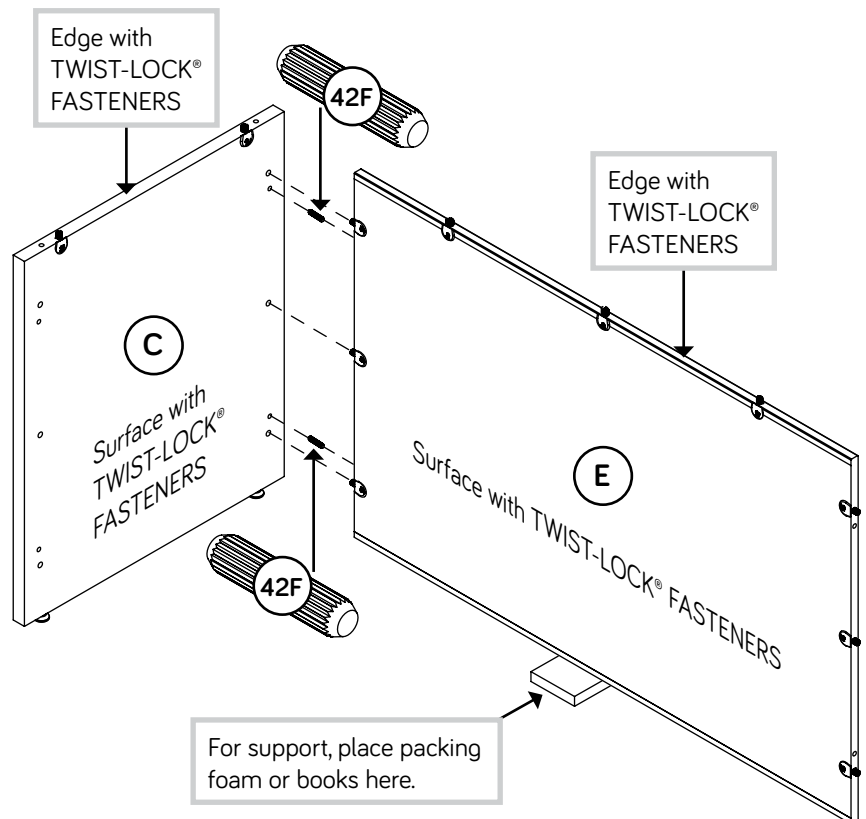 Edge with
TWIST-LOCK®
FASTENERS
42F
Edge with
TWIST-LOCK®
FASTENERS
C
Surface with
TWIST-LOCK®
FASTENERS
E
Surface with TWIST-LOCK® FASTENERS
42F
For support, place packing
foam or books here.